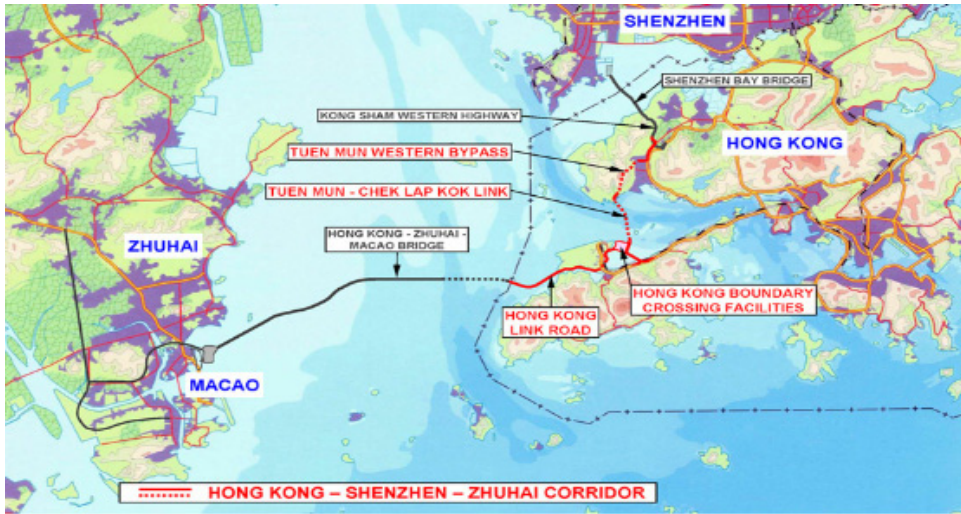 SHENZHEN
SHENZHEN BAY BRIDGE
KONG SHAM WESTERN HIGHWAY
HONG KONG
TUEN MUN WESTERN BYPASS
TUEN MUN - CHEK LAP KOK LINK
HONG KONG - ZHUHAI -
MACAO BRIDGE
ZHUHAI
HONG KONG BOUNDARY
CROSSING FACILITIES
HONG KONG
LINK ROAD
MACAO
HONG KONG – SHENZHEN – ZHUHAI CORRIDOR